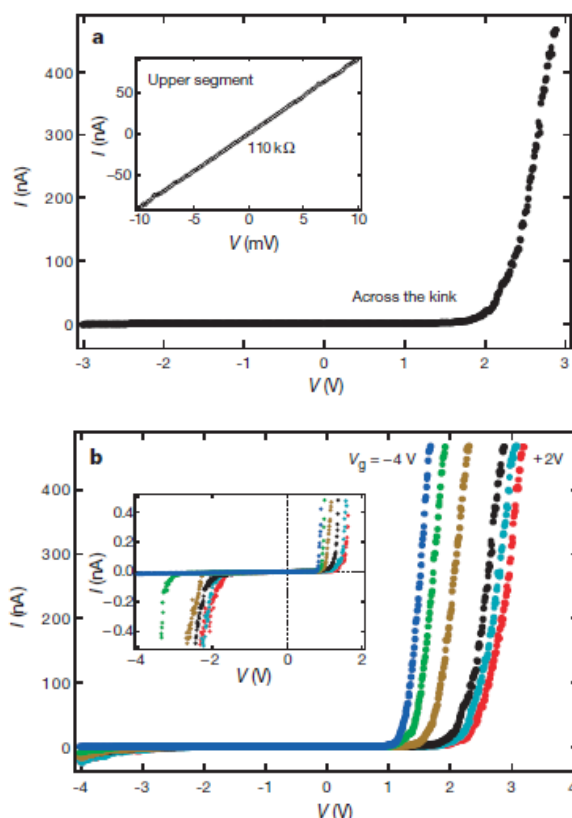 a
Upper segment
110 kΩ
I (nA)
50
0
−50
-10
-5
0
5
10
V (mV)
I (nA)
400
300
200
100
0
Across the kink
-3
-2
-1
0
1
2
3
V (V)
b
Vg = −4 V
+2V
I (nA)
0.4
0.2
0.0
−0.2
−0.4
−4
−2
0
2
V (V)
I (nA)
400
300
200
100
0
-4
-3
-2
-1
0
1
2
3
4
V (V)